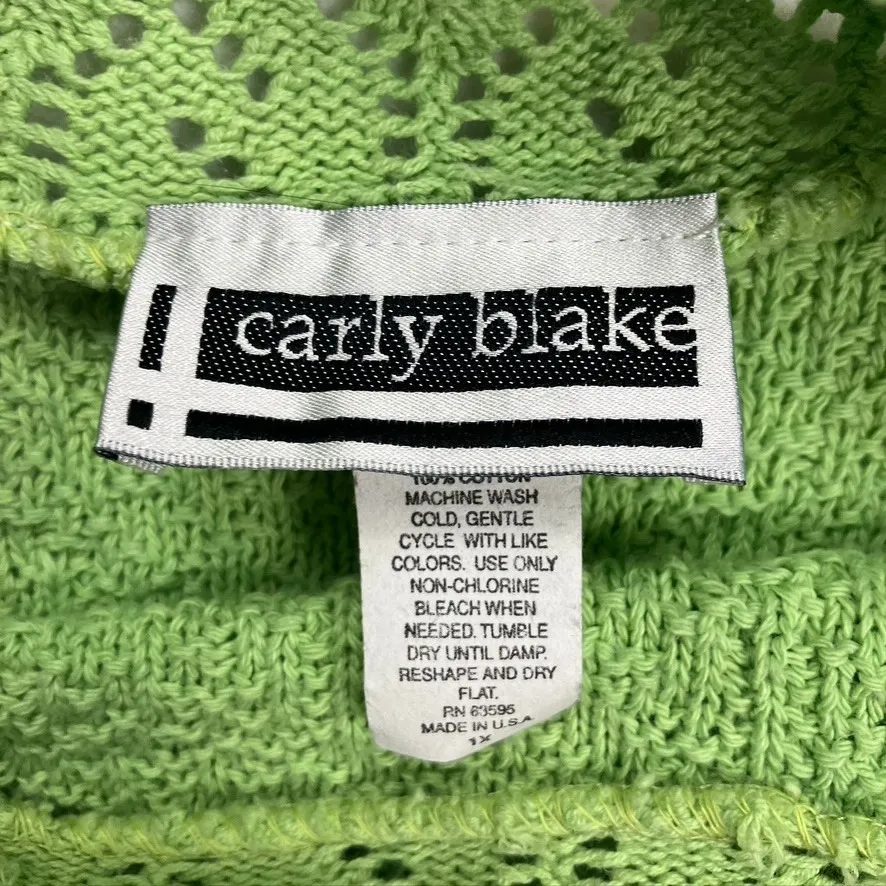 carly blake
100% COTTON
MACHINE WASH
COLD, GENTLE
CYCLE WITH LIKE
COLORS. USE ONLY
NON-CHLORINE
BLEACH WHEN
NEEDED. TUMBLE
DRY UNTIL DAMP.
RESHAPE AND DRY
FLAT.
RN 63595
MADE IN U.S.A
1X